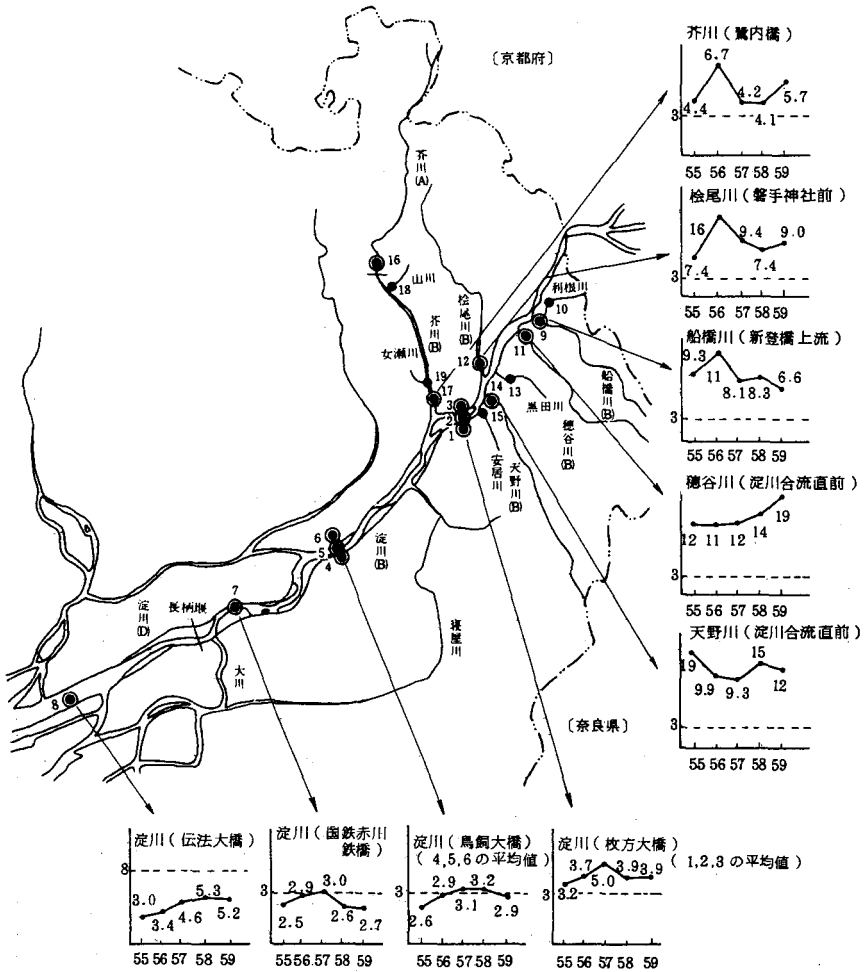 〔京都府〕
芥川(A)
16
18
山川
芥川(B)
桧尾川(B)
利根川
10
9
11
女瀬川
12
19
17
14
13
黒田川
船橋川(B)
穂谷川(B)
3
2
1
15
安居川
天野川(B)
6
5
4
淀川(B)
7
淀川(D)
長柄堰
大川
寝屋川
8
〔奈良県〕
芥川(鷺内橋)
6.7
4.4
4.2
4.1
5.7
3
55 56 57 58 59
桧尾川(磐手神社前)
16
9.4
9.0
7.4
7.4
3
55 56 57 58 59
船橋川(新登橋上流)
9.3
11
8.1
8.3
6.6
3
55 56 57 58 59
穂谷川(淀川合流直前)
12
11
12
14
19
3
55 56 57 58 59
天野川(淀川合流直前)
19
9.9
9.3
15
12
3
55 56 57 58 59
淀川(伝法大橋)
8
3.0
3.4
4.6
5.3
5.2
55 56 57 58 59
淀川(国鉄赤川
鉄橋)
3
2.5
2.9
3.0
2.6
2.7
55 56 57 58 59
淀川(鳥飼大橋)
(4,5,6の平均値)
3
2.6
2.9
3.1
3.2
2.9
55 56 57 58 59
淀川(枚方大橋)
(1,2,3の平均値)
3
3.2
3.7
5.0
3.9
3.9
55 56 57 58 59